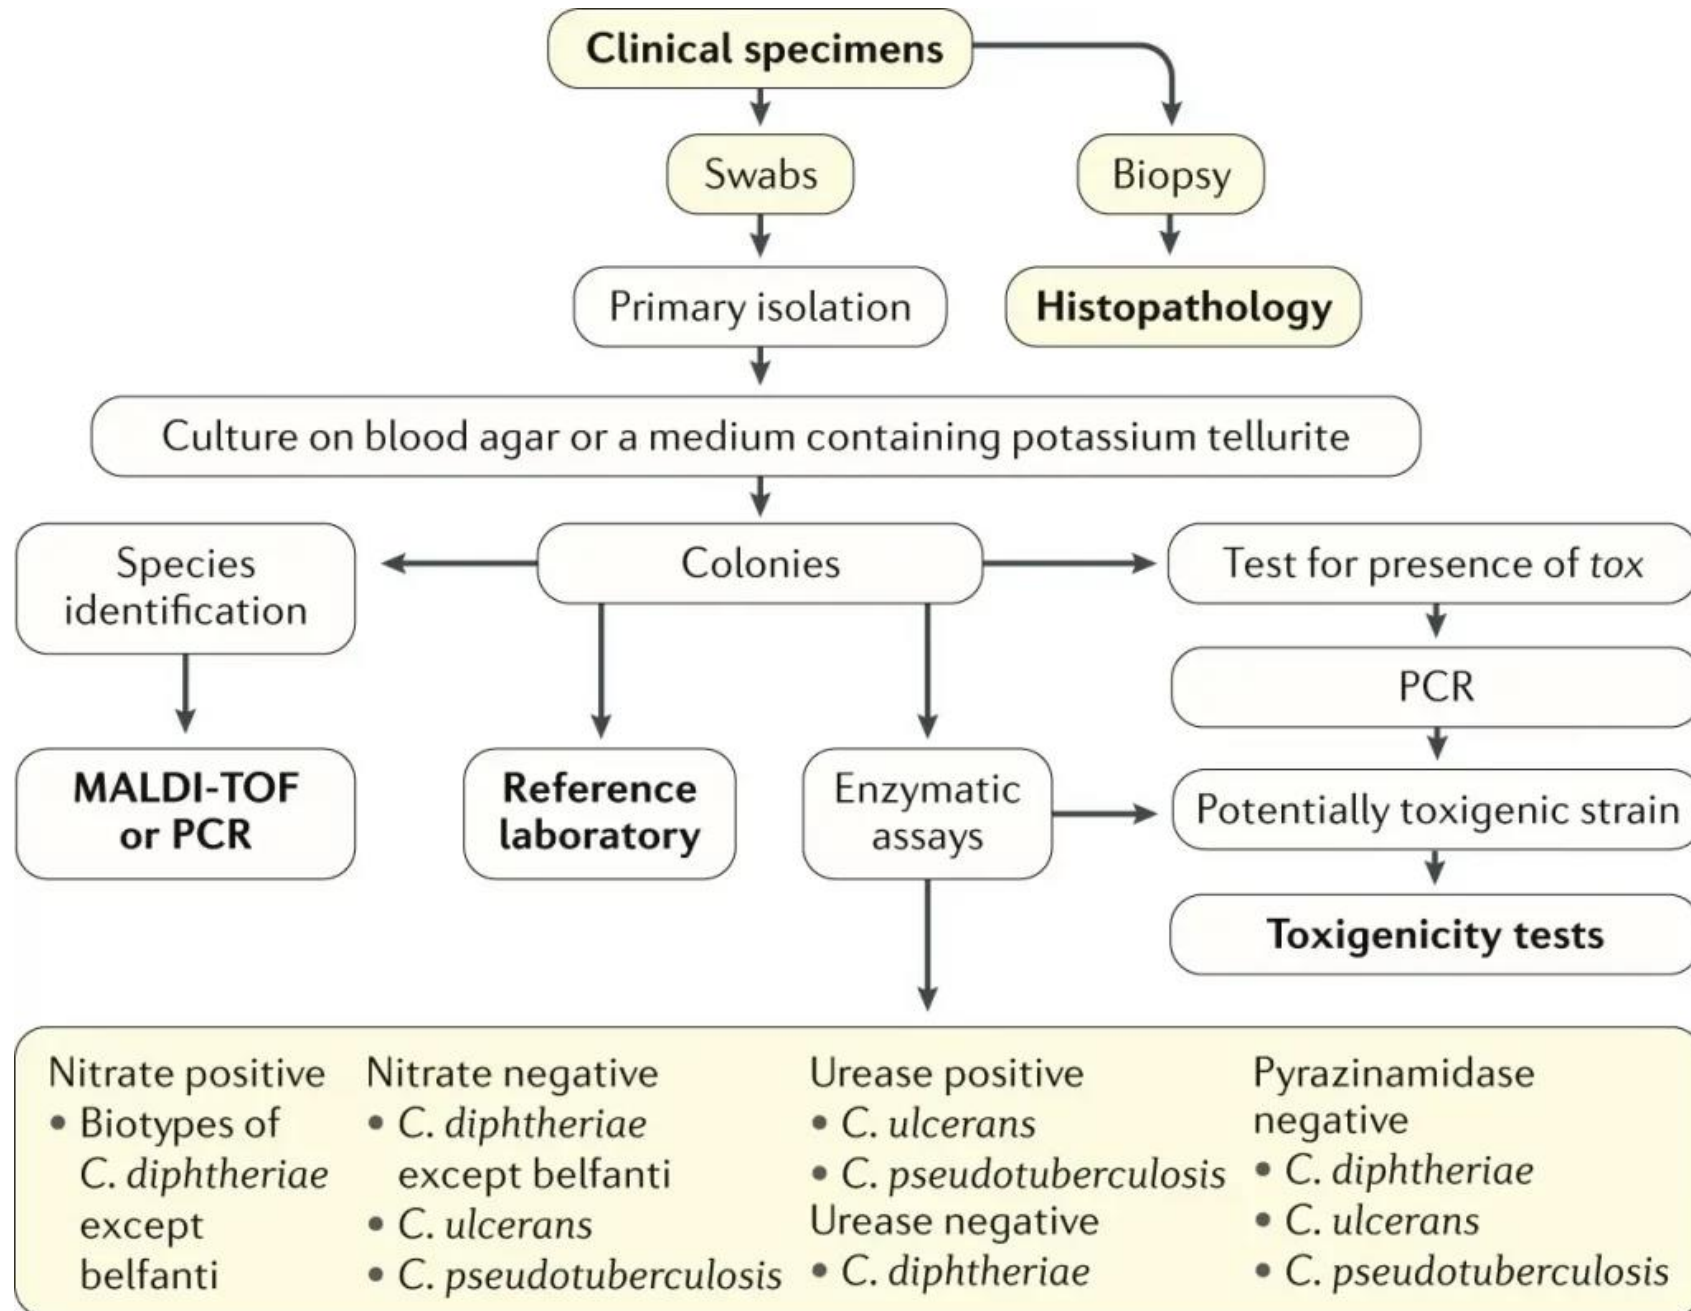 Clinical specimens
Swabs
Biopsy
Primary isolation
Histopathology
Culture on blood agar or a medium containing potassium tellurite
Species
identification
Colonies
Test for presence of tox
PCR
MALDI-TOF
or PCR
Reference
laboratory
Enzymatic
assays
Potentially toxigenic strain
Toxigenicity tests
Nitrate positive
• Biotypes of
C. diphtheriae
except
belfanti
Nitrate negative
• C. diphtheriae
except belfanti
• C. ulcerans
• C. pseudotuberculosis
Urease positive
• C. ulcerans
• C. pseudotuberculosis
Urease negative
• C. diphtheriae
Pyrazinamidase
negative
• C. diphtheriae
• C. ulcerans
• C. pseudotuberculosis